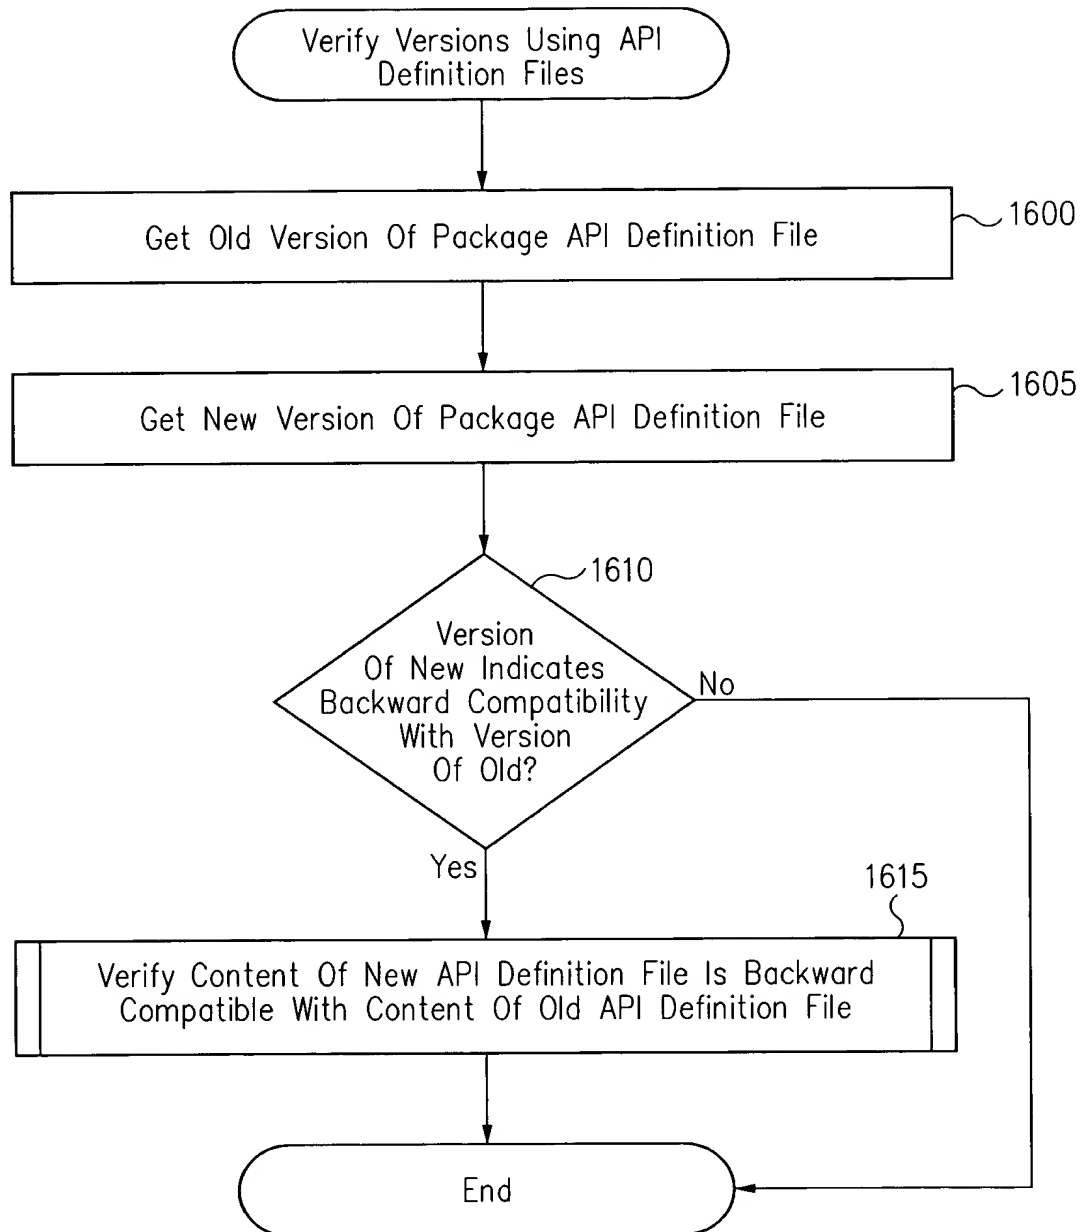 Verify Versions Using API
Definition Files
Get Old Version Of Package API Definition File
1600
Get New Version Of Package API Definition File
1605
1610
Version
Of New Indicates
Backward Compatibility
With Version
Of Old?
No
Yes
1615
Verify Content Of New API Definition File Is Backward
Compatible With Content Of Old API Definition File
End